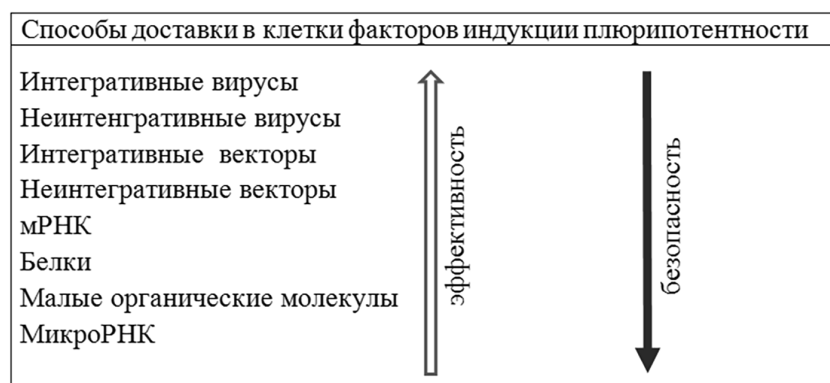 Способы доставки в клетки факторов индукции плюрипотентности
Интегративные вирусы
Неинтенгративные вирусы
Интегративные векторы
Неинтегративные векторы
мРНК
Белки
Малые органические молекулы
МикроРНК
эффективность
безопасность